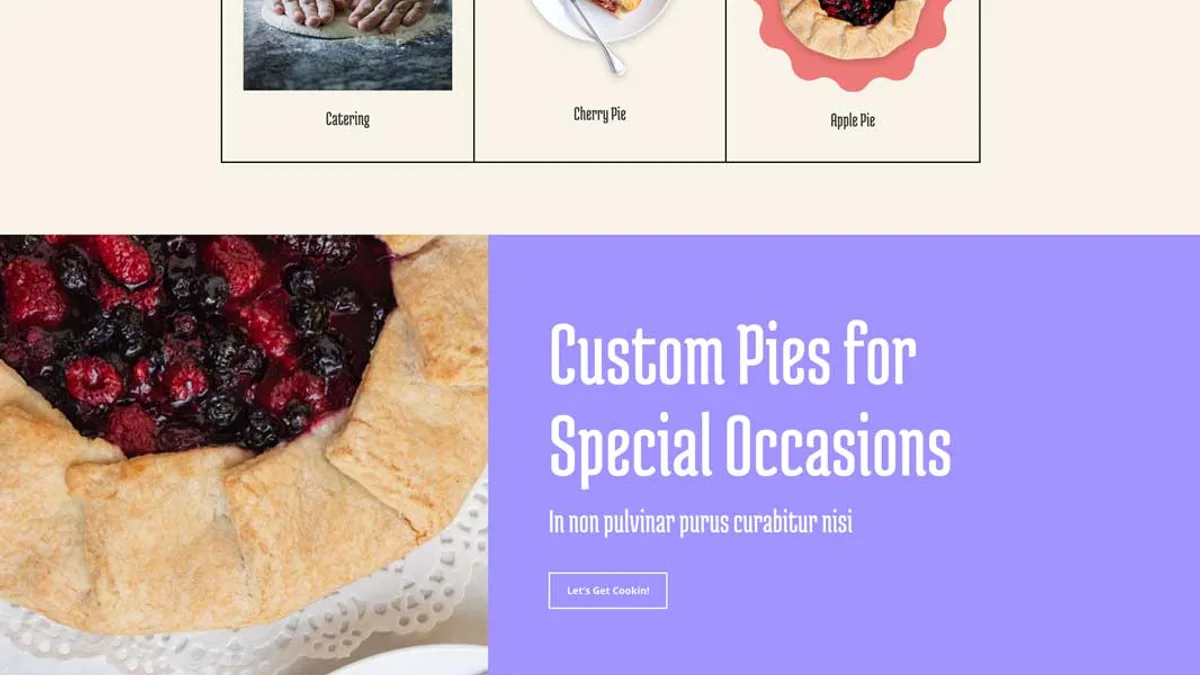 Catering
Cherry Pie
Apple Pie
Custom Pies for
Special Occasions
In non pulvinar purus curabitur nisi
Let's Get Cookin!